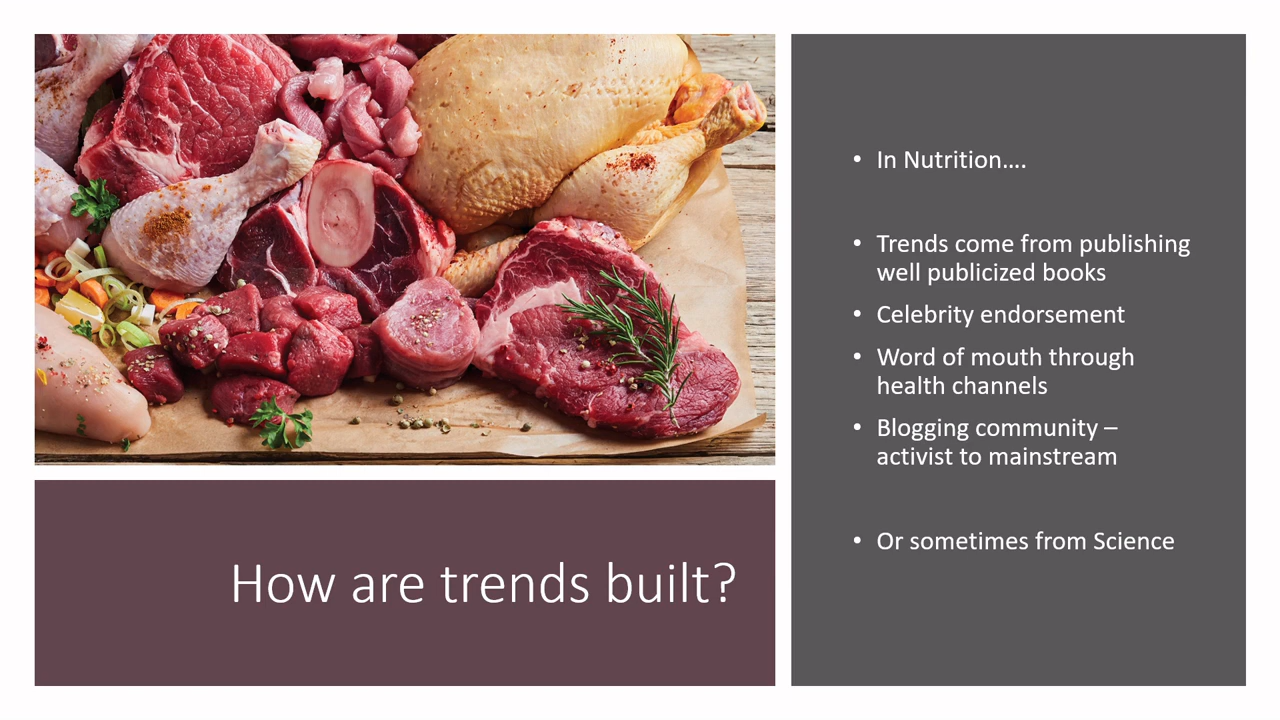 How are trends built?
• In Nutrition....
• Trends come from publishing
well publicized books
• Celebrity endorsement
• Word of mouth through
health channels
• Blogging community –
activist to mainstream
• Or sometimes from Science